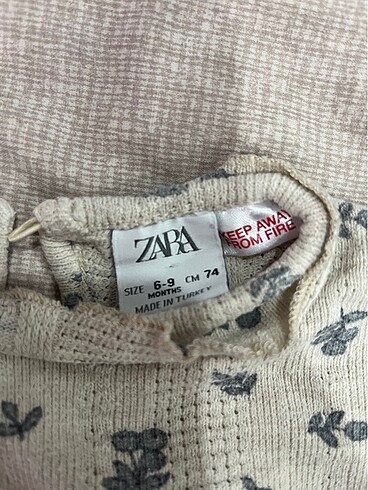 ZARA
SIZE 6-9 CM 74
MONTHS
MADE IN TURKEY
KEEP AWAY
FROM FIRE